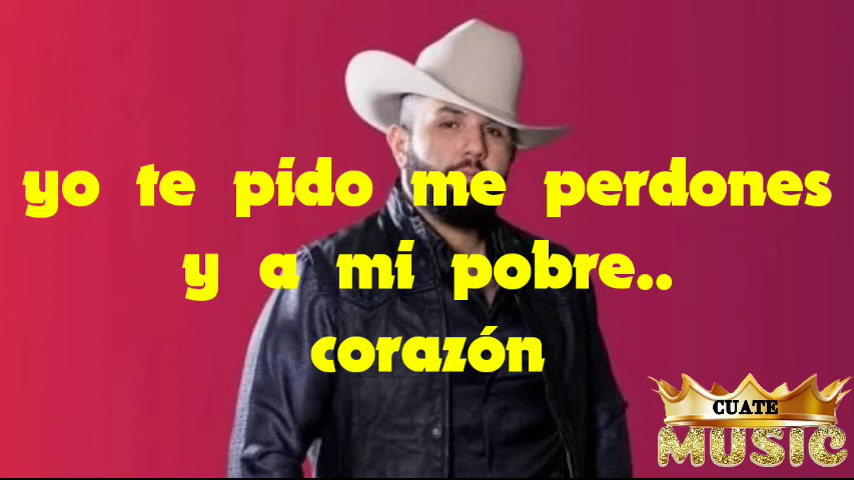 yo te pido me perdones
y a mi pobre..
corazón
CUATE
MUSIC